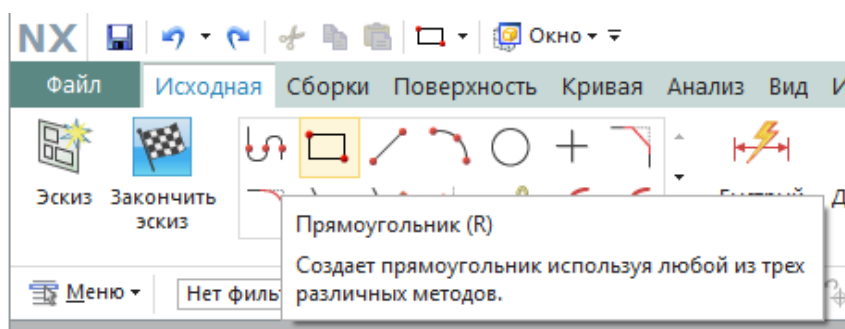 NX Окно
Файл Исходная Сборки Поверхность Кривая Анализ Вид
Эскиз Закончить
эскиз
Прямоугольник (R)
Создает прямоугольник используя любой из трех
различных методов.
Меню Нет